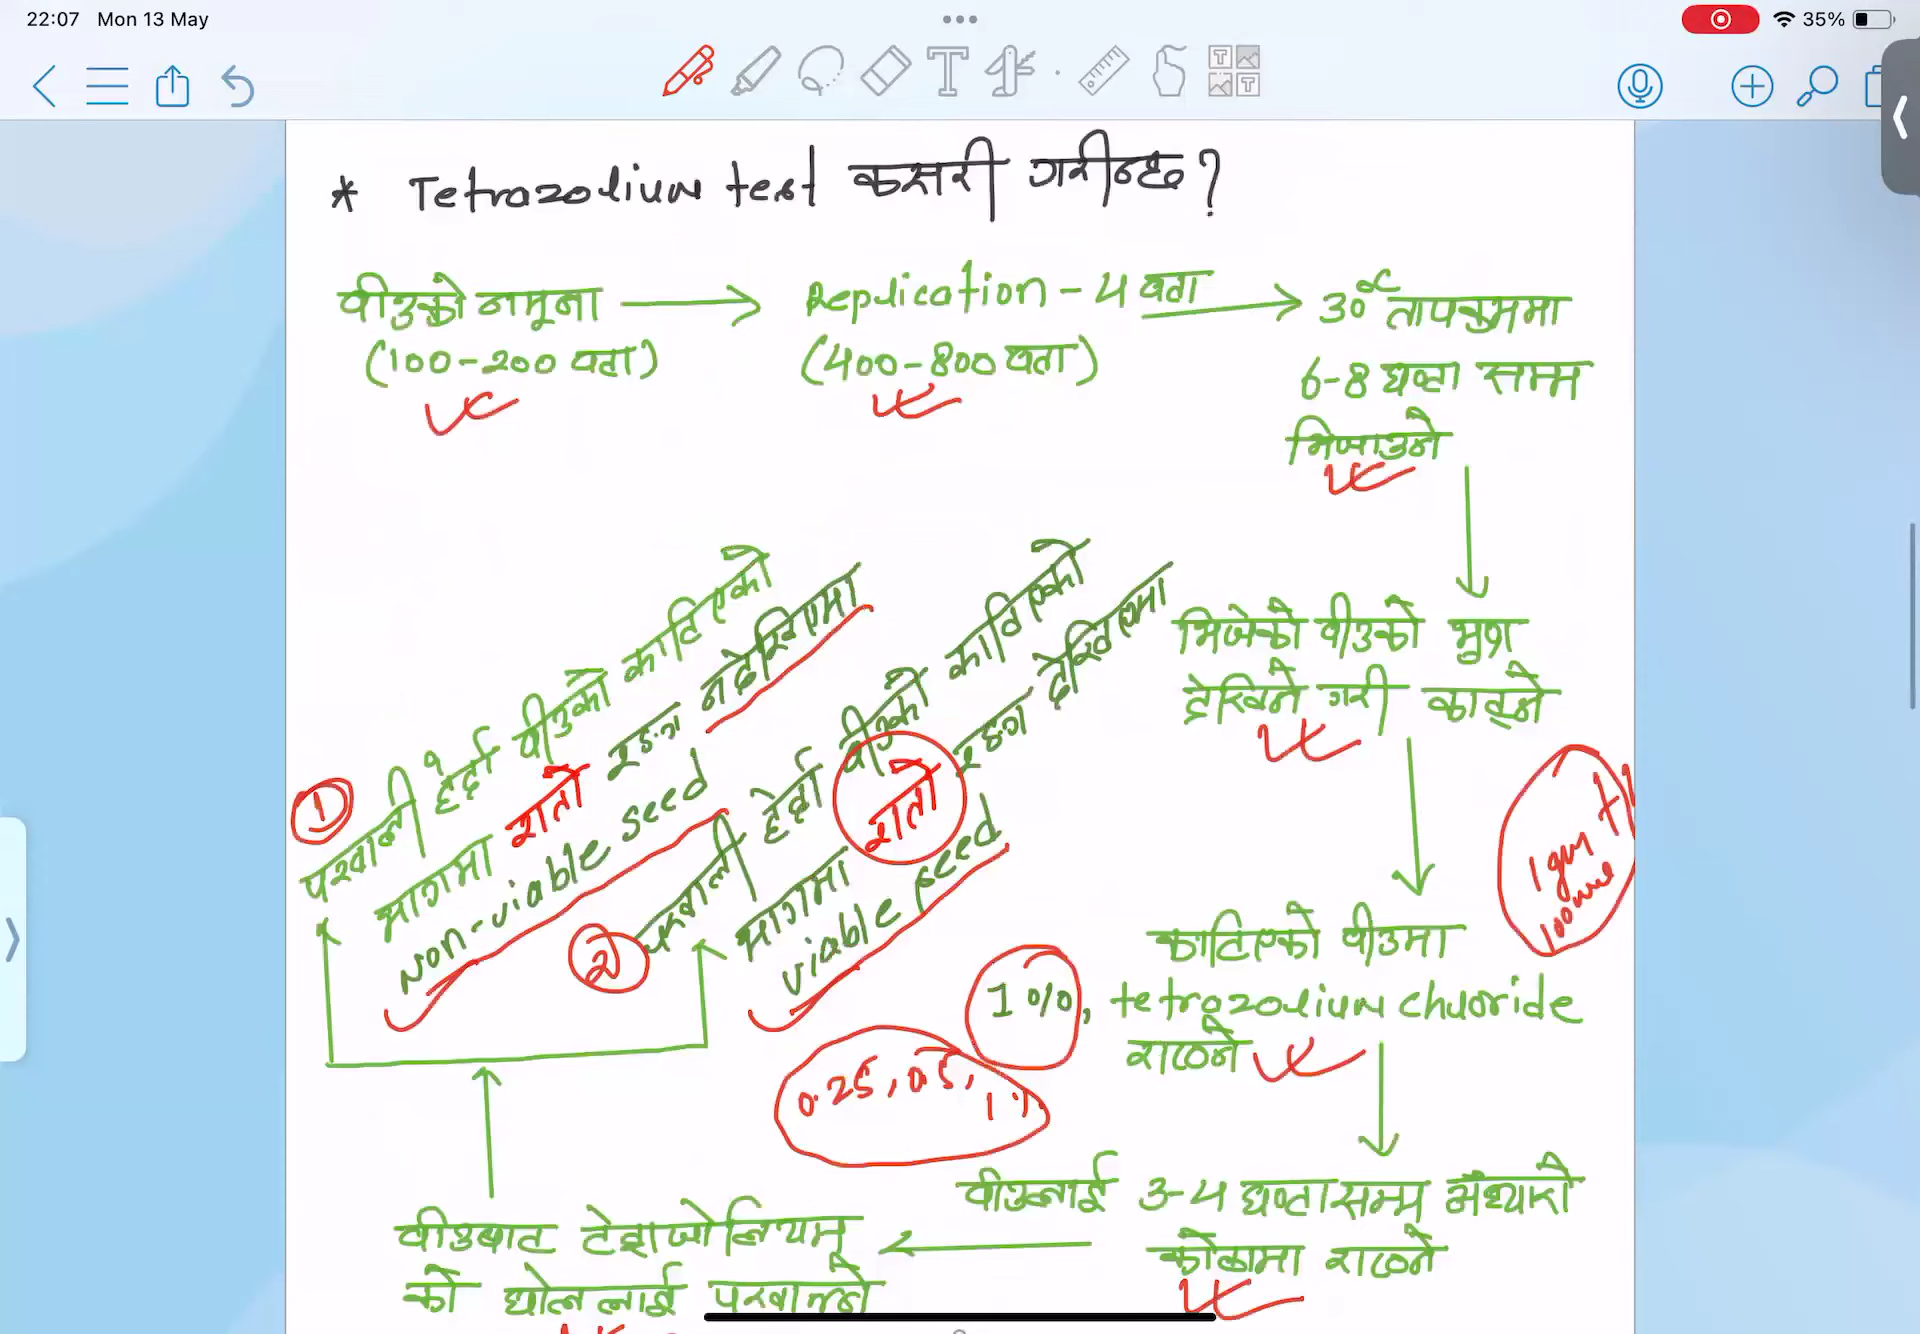 22:07 Mon 13 May
35%
* Tetrazolium test कसरी गरीन्छ?
बीउको नमूना → Replication - 4 वटा → 30°C तापक्रममा
(100-200 वटा)
(400-800 वटा)
6-8 घण्टा सम्म
भिजाउने
भिजेको बीउको भ्रुण
देखिने गरी काट्ने
1 gm
100 ml
काटिएको बीउमा
1%, tetrazolium chloride
राख्ने
0.25, 0.5, 1%
बीउलाई 3-4 घण्टा सम्म अँध्यारो
कोठामा राख्ने
बीउबाट टेट्राजोलियम
को घोललाई पखाल्ने
① पखाली हेर्दा बीउको काटिएको
भागमा रातो रङग नदेखिएमा
Non-viable seed
② पखाली हेर्दा बीउको काटिएको
भागमा रातो रङग देखिएमा
viable seed